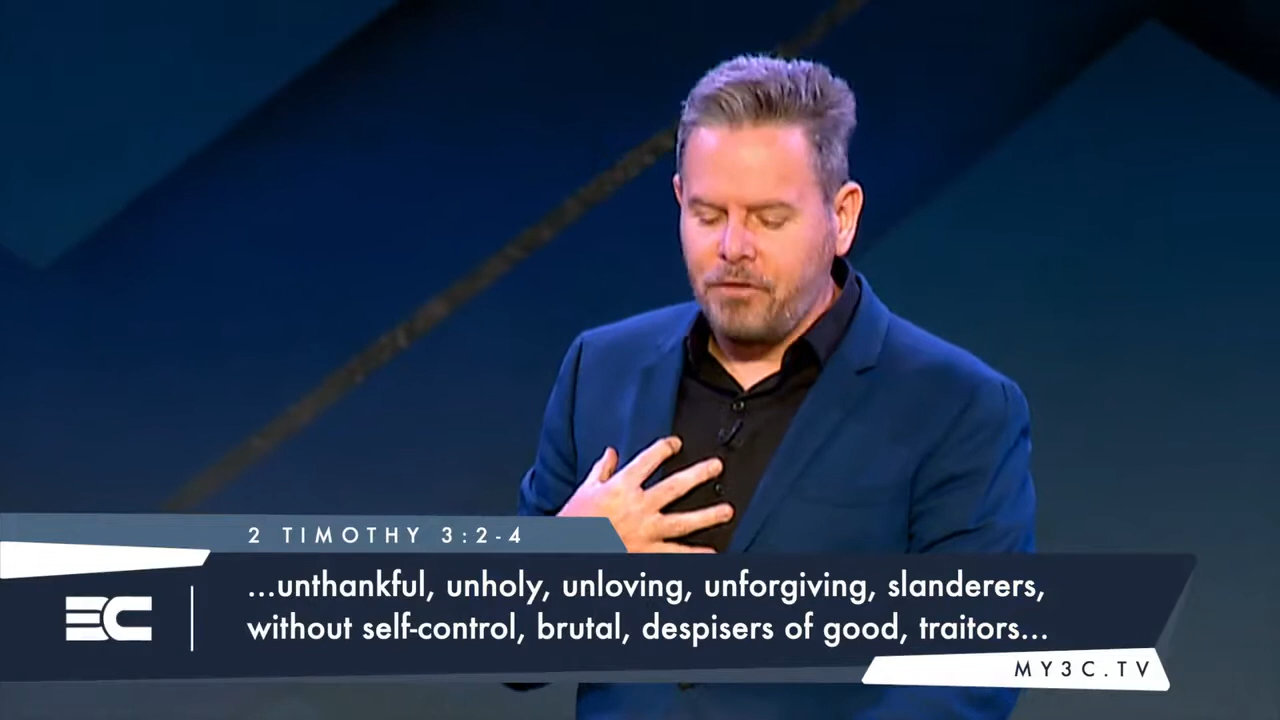 2 TIMOTHY 3:2-4
...unthankful, unholy, unloving, unforgiving, slanderers,
without self-control, brutal, despisers of good, traitors...
3C
MY3C.TV